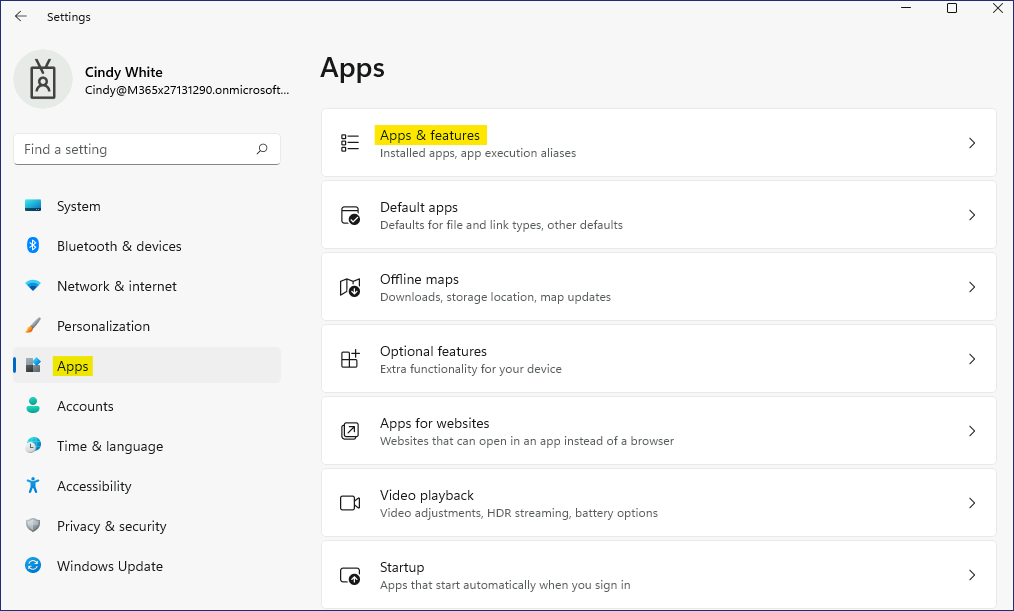 Settings
Cindy White
Cindy@M365x27131290.onmicrosoft...
Find a setting
System
Bluetooth & devices
Network & internet
Personalization
Apps
Accounts
Time & language
Accessibility
Privacy & security
Windows Update
Apps
Apps & features
Installed apps, app execution aliases
Default apps
Defaults for file and link types, other defaults
Offline maps
Downloads, storage location, map updates
Optional features
Extra functionality for your device
Apps for websites
Websites that can open in an app instead of a browser
Video playback
Video adjustments, HDR streaming, battery options
Startup
Apps that start automatically when you sign in